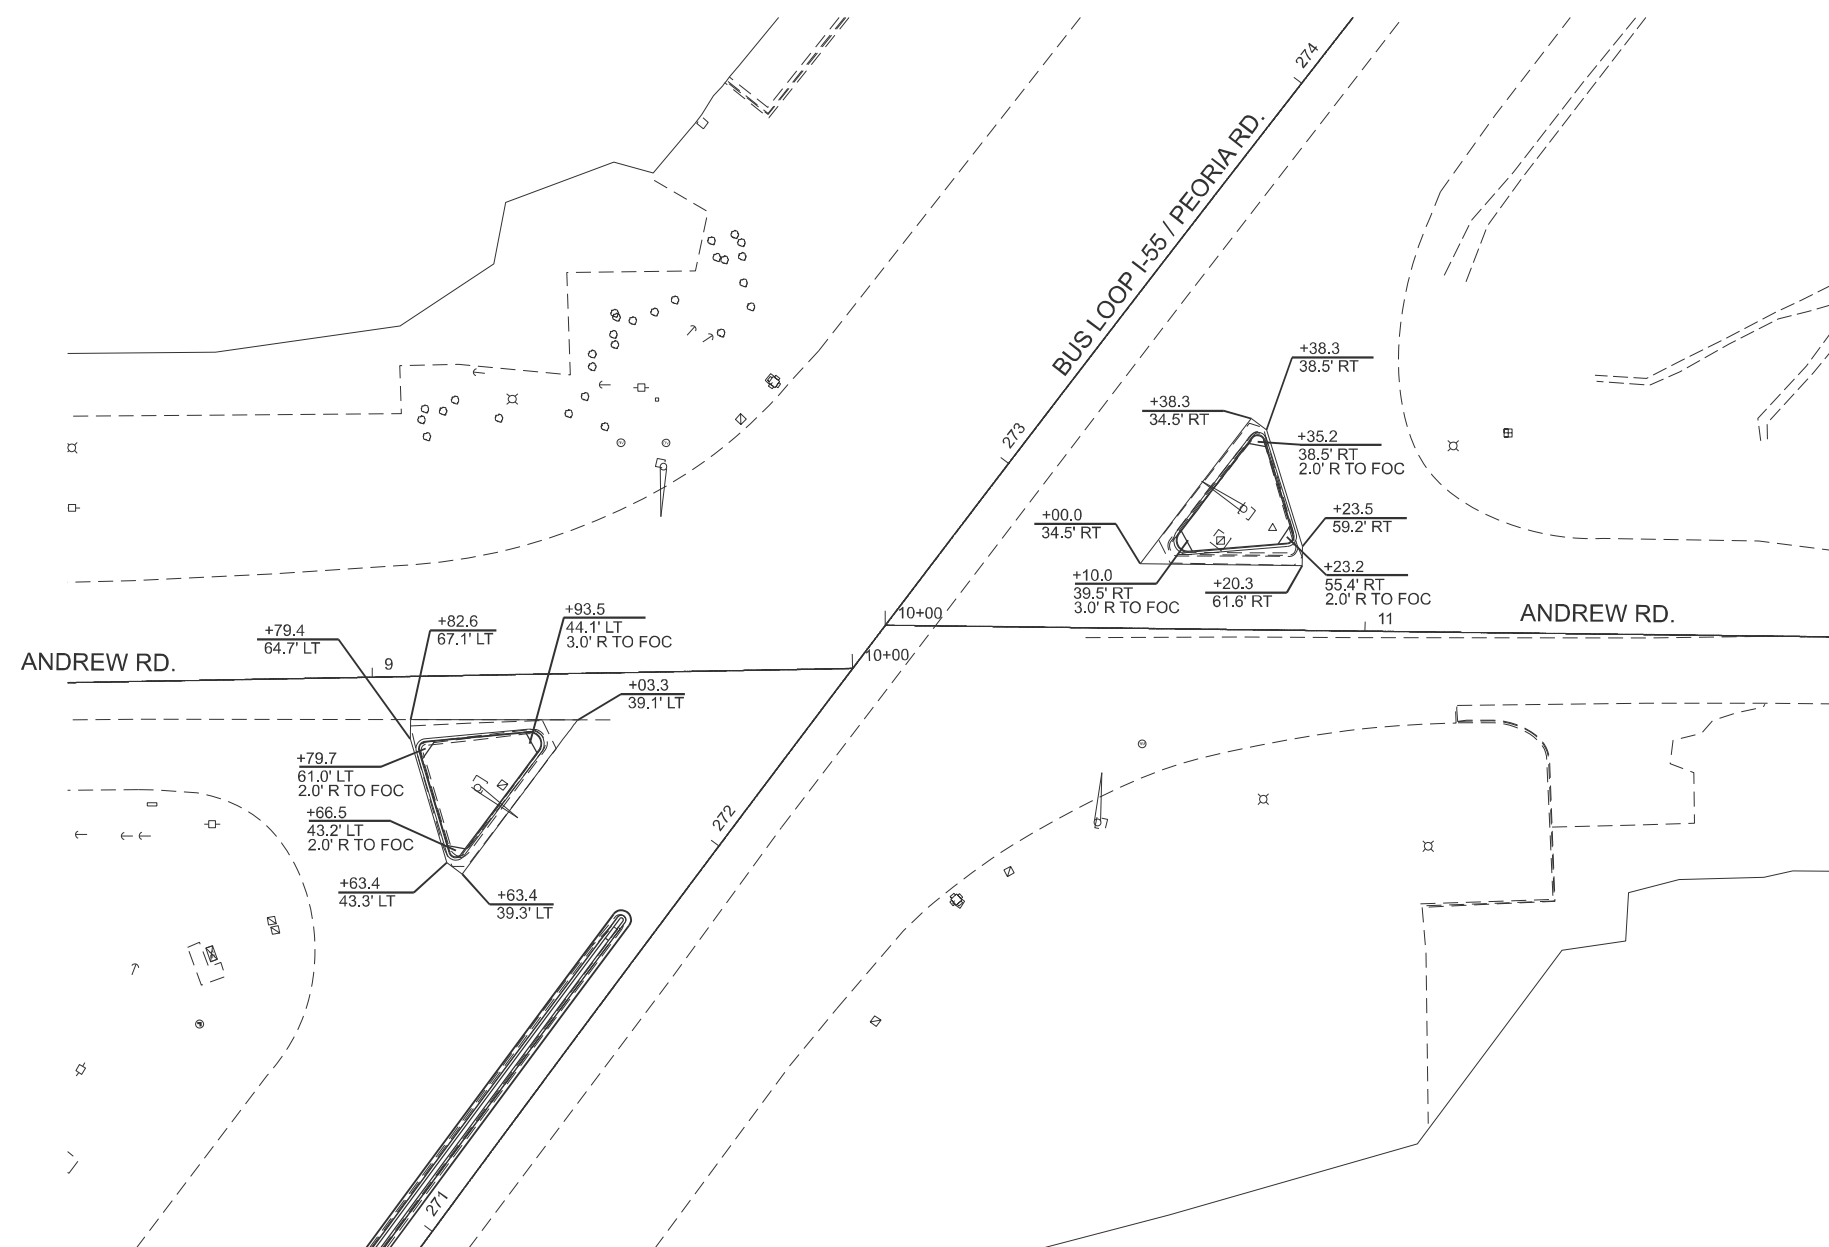 274
BUS LOOP I-55 / PEORIA RD.
273
+38.3
38.5' RT
+38.3
34.5' RT
+35.2
38.5' RT
2.0' R TO FOC
+00.0
34.5' RT
+23.5
59.2' RT
+10.0
39.5' RT
3.0' R TO FOC
+20.3
61.6' RT
+23.2
55.4' RT
2.0' R TO FOC
10+00
11
ANDREW RD.
ANDREW RD.
9
10+00
+79.4
64.7' LT
+82.6
67.1' LT
+93.5
44.1' LT
3.0' R TO FOC
+03.3
39.1' LT
+79.7
61.0' LT
2.0' R TO FOC
+66.5
43.2' LT
2.0' R TO FOC
+63.4
43.3' LT
+63.4
39.3' LT
272
271